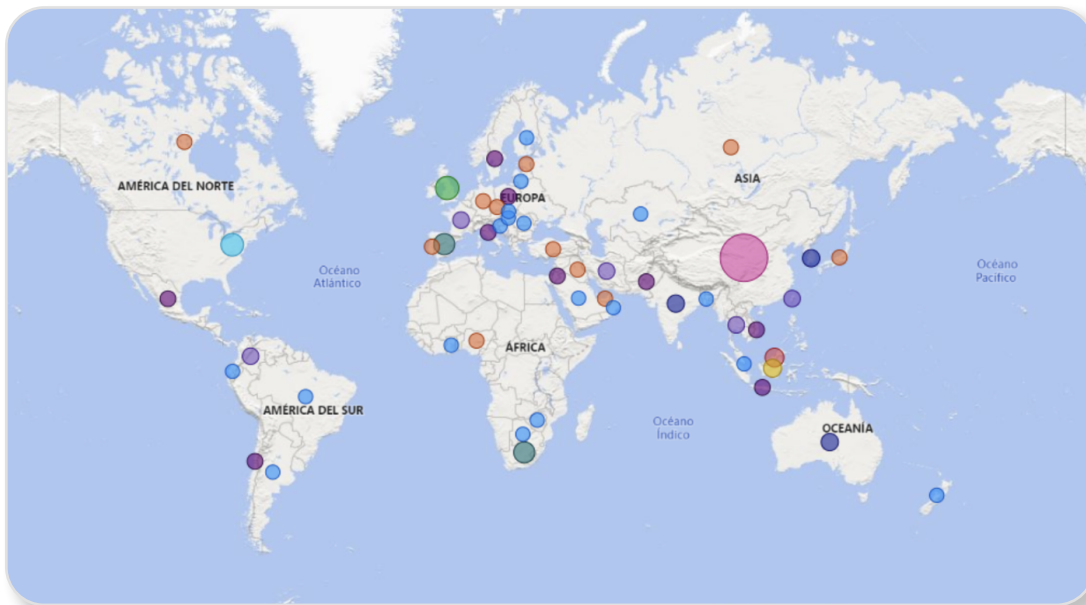 AMÉRICA DEL NORTE
ASIA
EUROPA
Océano
Atlántico
Océano
Pacífico
ÁFRICA
AMÉRICA DEL SUR
Océano
Índico
OCEANÍA